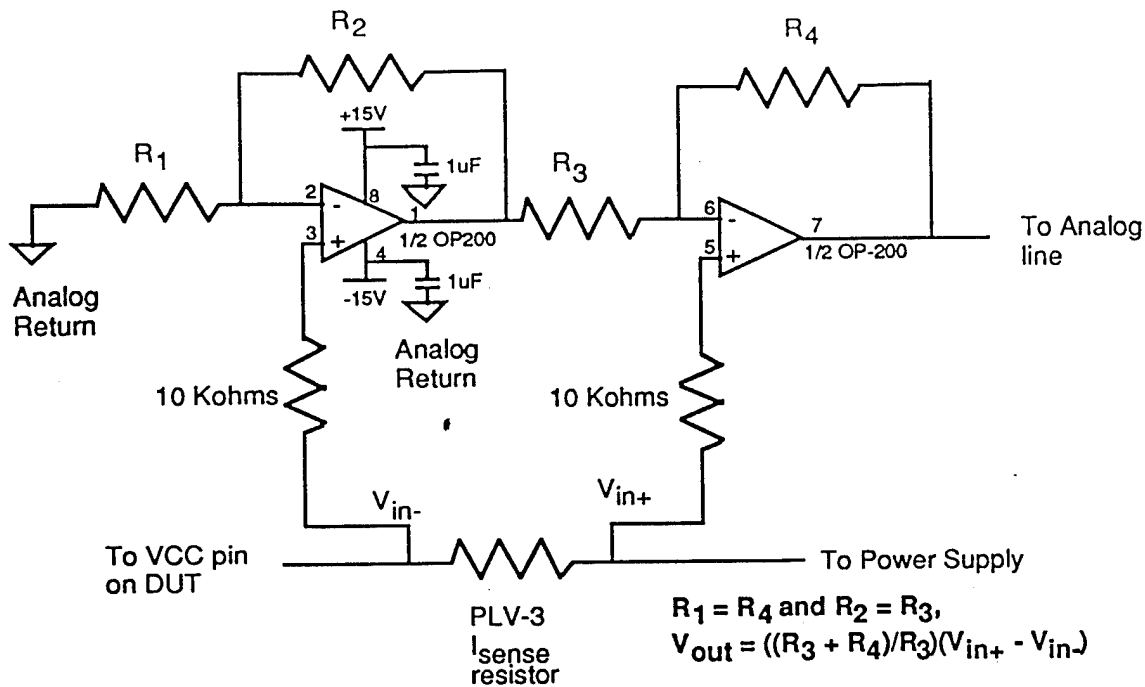 R2
R4
+15V
R1
1uF
R3
2
-
8
1
3
+
1/2 OP200
4
6
-
7
5
+
1/2 OP-200
To Analog
line
-15V
1uF
Analog
Return
Analog
Return
10 Kohms
10 Kohms
Vin-
Vin+
To VCC pin
on DUT
To Power Supply
PLV-3
Isense
resistor
R1 = R4 and R2 = R3,
Vout = ((R3 + R4)/R3)(Vin+ - Vin-)